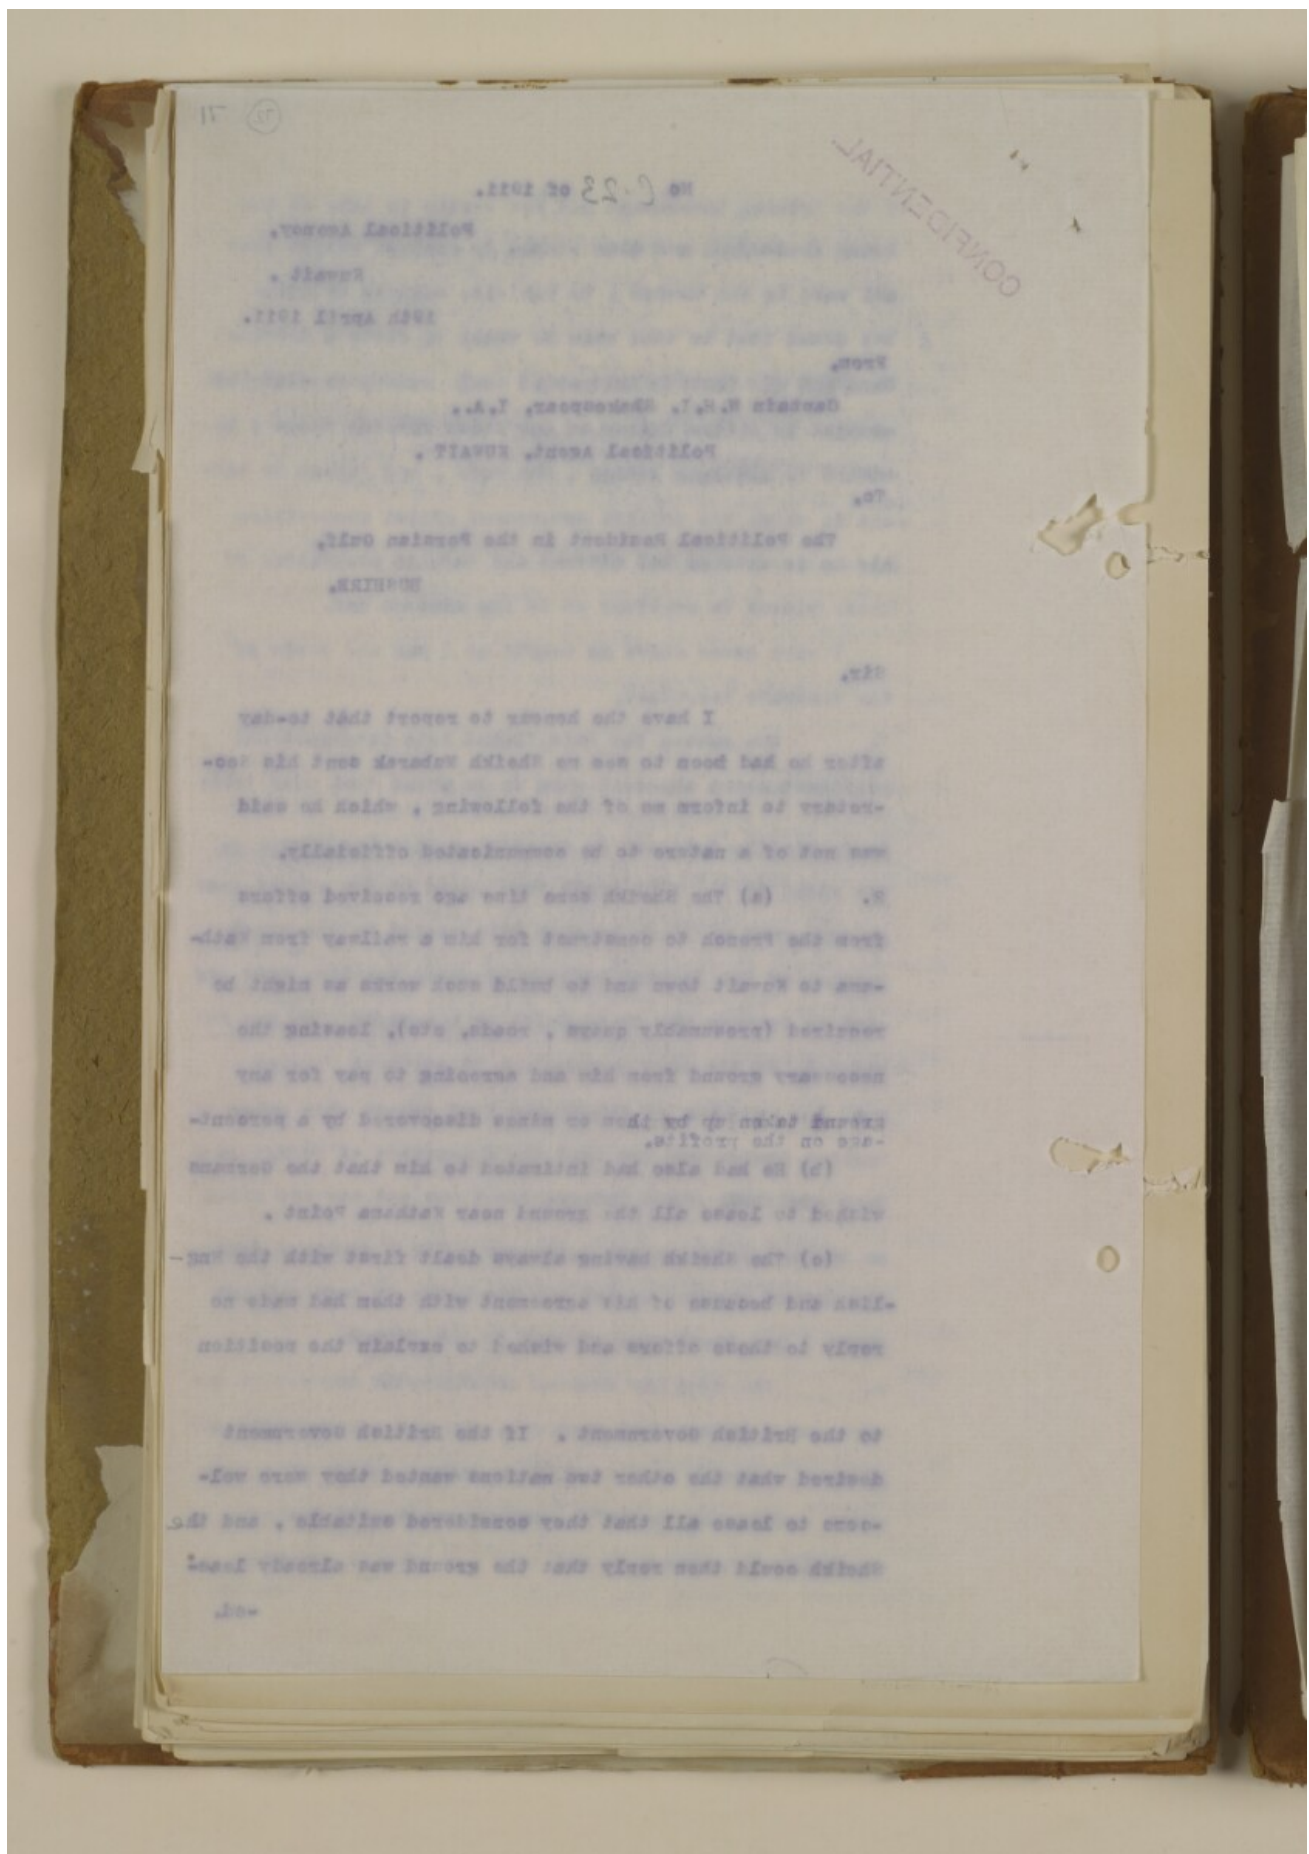 71 72
CONFIDENTIAL.
No C-23 of 1911.
Political Agency,
Kuwait.
19th April 1911.
From,
Captain W.H.I. Shakespear, I.A.,
Political Agent, KUWAIT.
To,
The Political Resident in the Persian Gulf,
BUSHIRE.
Sir,
I have the honour to report that to-day
after he had been to see me Sheikh Mubarak sent his Sec-
-retary to inform me of the following, which he said
was not of a nature to be communicated officially.
2. (a) The Sheikh some time ago received offers
from the French to construct for him a railway from Kath-
-ama to Kuwait town and to build such works as might be
required (presumably quays, roads, etc), leasing the
necessary ground from him and agreeing to pay for any
ground taken up by them or mines discovered by a percent-
-age on the profits.
(b) He had also had intimated to him that the Germans
wished to lease all the ground near Kathama Point.
(c) The Sheikh having always dealt first with the Eng-
-lish and because of his agreement with them had made no
reply to these offers and wished to explain the position
to the British Government. If the British Government
desired what the other two nations wanted they were wel-
-come to lease all that they considered suitable, and the
Sheikh could then reply that the ground was already leas-
-ed.